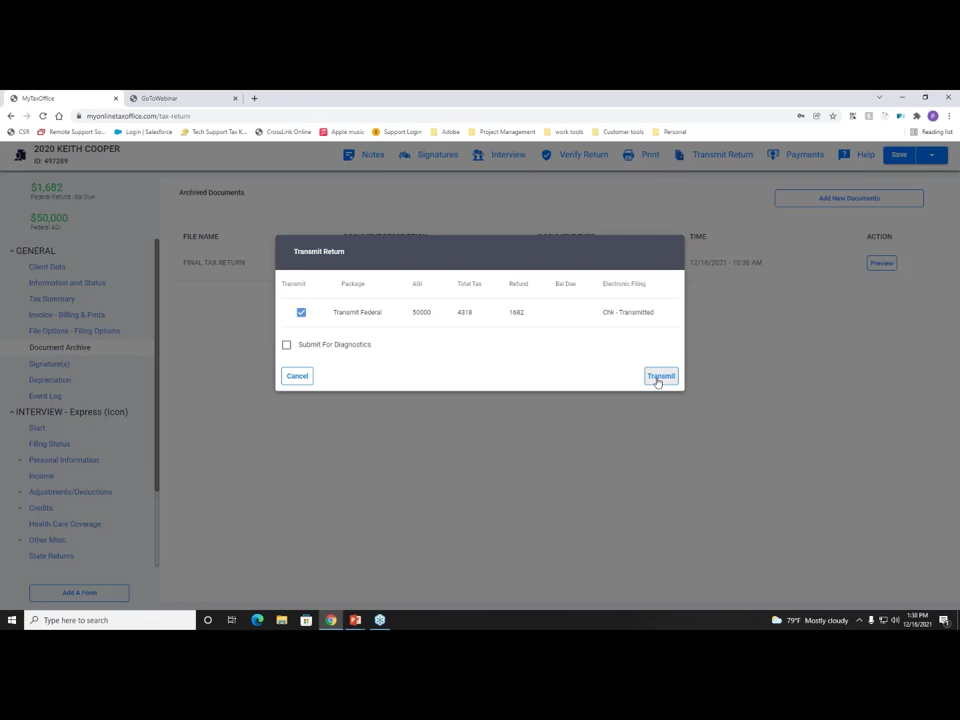 MyTaxOffice
GoToWebinar
myonlinetaxoffice.com/tax-return
CSR
Remote Support So...
Login | Salesforce
Tech Support Tax K...
CrossLink Online
Apple music
Support Login
Adobe
Project Management
work tools
Customer tools
Personal
Reading list
2020 KEITH COOPER
ID: 497289
Notes
Signatures
Interview
Verify Return
Print
Transmit Return
Payments
Help
Save
$1,682
Federal Refund / Bal Due
$50,000
Federal AGI
GENERAL
Client Data
Information and Status
Tax Summary
Invoice - Billing & Pmts
File Options - Filing Options
Document Archive
Signature(s)
Depreciation
Event Log
INTERVIEW - Express (Icon)
Start
Filing Status
Personal Information
Income
Adjustments/Deductions
Credits
Health Care Coverage
Other Misc.
State Returns
Add A Form
Archived Documents
Add New Documents
FILE NAME
TIME
ACTION
FINAL TAX RETURN
12/16/2021 - 10:36 AM
Preview
Transmit Return
Transmit Package AGI Total Tax Refund Bal Due Electronic Filing
Transmit Federal 50000 4318 1682 Chk - Transmitted
Submit For Diagnostics
Cancel
Transmit
Type here to search
79°F Mostly cloudy
1:38 PM
12/16/2021